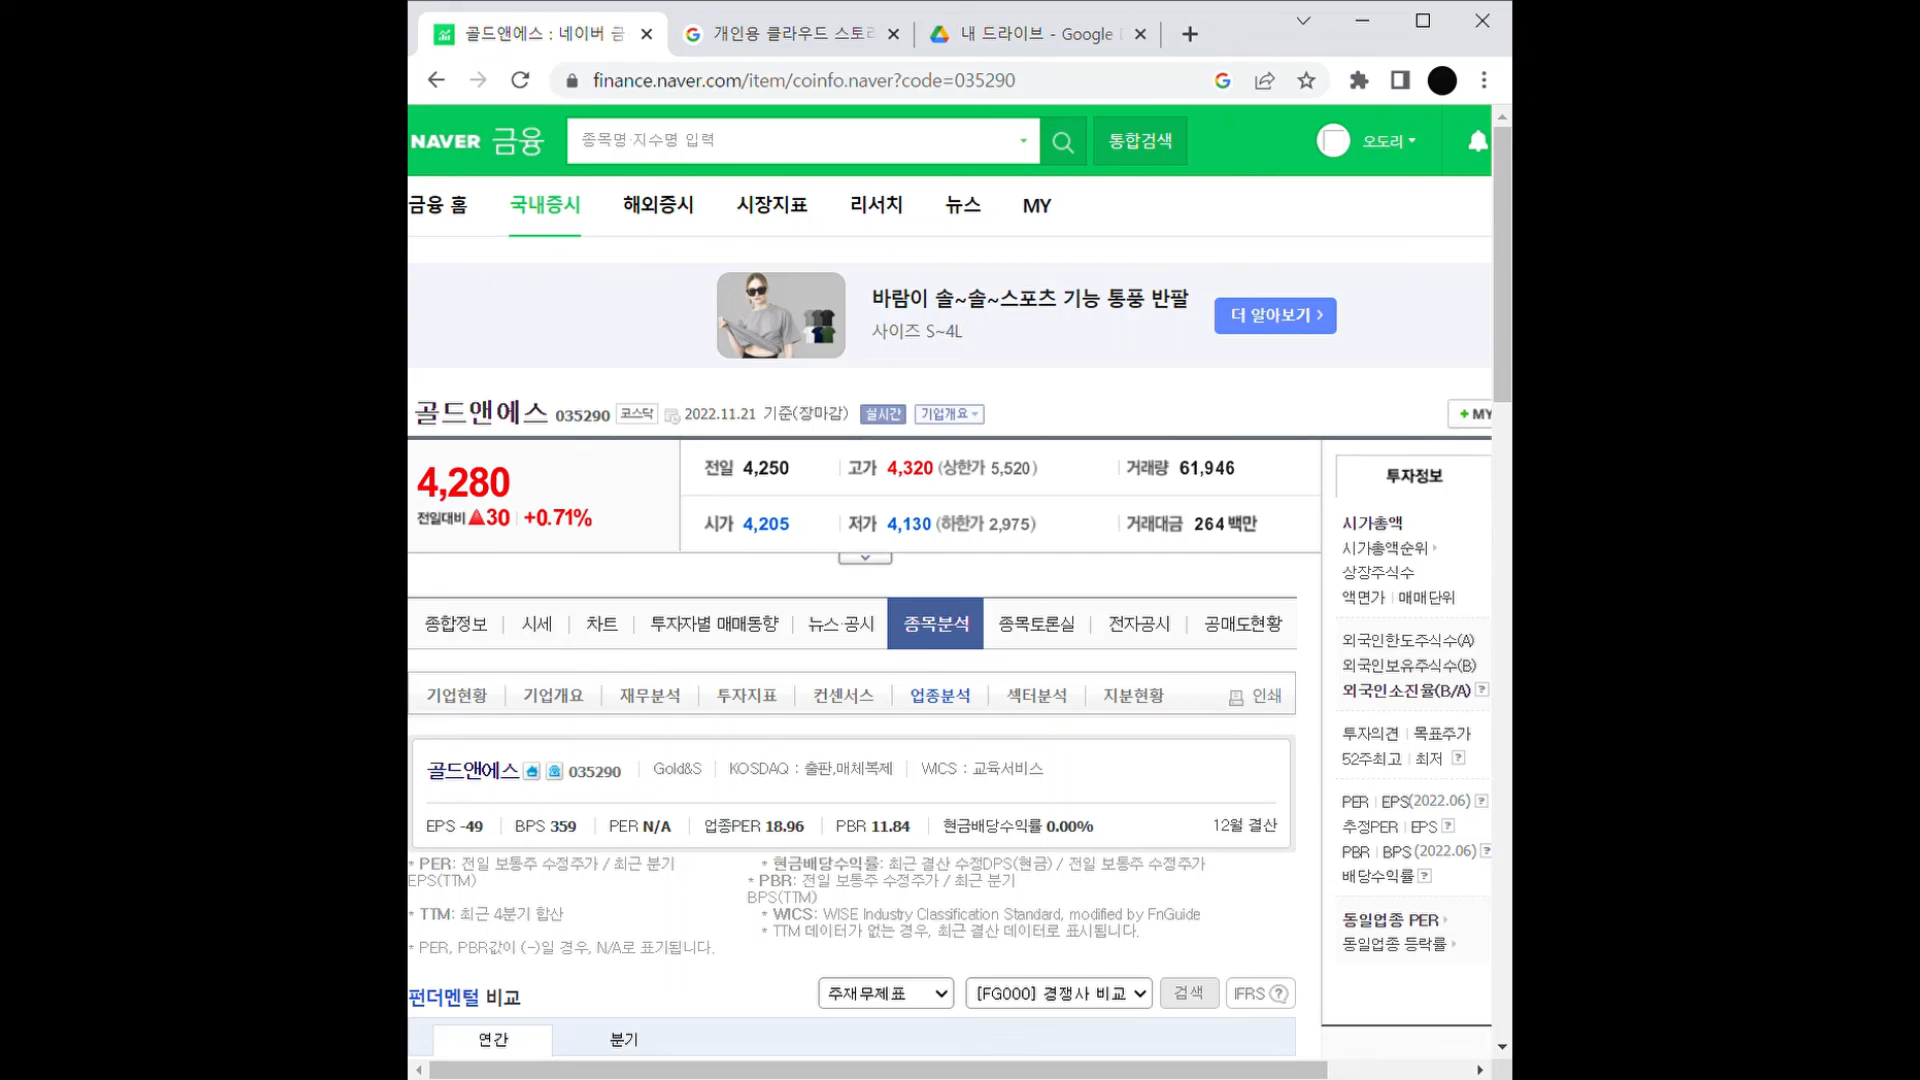 골드앤에스 : 네이버 금
개인용 클라우드 스토리
내 드라이브 - Google
finance.naver.com/item/coinfo.naver?code=035290
NAVER 금융
종목명·지수명 입력
통합검색
오도리
금융 홈 국내증시 해외증시 시장지표 리서치 뉴스 MY
바람이 솔~솔~스포츠 기능 통풍 반팔
사이즈 S~4L
더 알아보기 >
골드앤에스 035290 코스닥 2022.11.21 기준(장마감) 실시간 기업개요
+ MY
4,280
전일대비 ▲30 +0.71%
전일 4,250 고가 4,320 (상한가 5,520) 거래량 61,946
시가 4,205 저가 4,130 (하한가 2,975) 거래대금 264 백만
종합정보 시세 차트 투자자별 매매동향 뉴스·공시 종목분석 종목토론실 전자공시 공매도현황
기업현황 기업개요 재무분석 투자지표 컨센서스 업종분석 섹터분석 지분현황 인쇄
골드앤에스 035290 Gold&S KOSDAQ : 출판,매체복제 WICS : 교육서비스
EPS -49 BPS 359 PER N/A 업종PER 18.96 PBR 11.84 현금배당수익률 0.00% 12월 결산
* PER: 전일 보통주 수정주가 / 최근 분기
EPS(TTM)
* 현금배당수익률: 최근 결산 수정DPS(현금) / 전일 보통주 수정주가
* PBR: 전일 보통주 수정주가 / 최근 분기
BPS(TTM)
* TTM: 최근 4분기 합산
* WICS: WISE Industry Classification Standard, modified by FnGuide
* TTM 데이터가 없는 경우, 최근 결산 데이터로 표시됩니다.
* PER, PBR값이 (-)일 경우, N/A로 표기됩니다.
펀더멘털 비교
주재무제표
[FG000] 경쟁사 비교
검색
IFRS ?
연간 분기
투자정보
시가총액
시가총액순위
상장주식수
액면가 | 매매단위
외국인한도주식수(A)
외국인보유주식수(B)
외국인소진율(B/A) ?
투자의견 | 목표주가
52주최고 | 최저 ?
PER | EPS(2022.06) ?
추정PER | EPS ?
PBR | BPS (2022.06) ?
배당수익률 ?
동일업종 PER
동일업종 등락률